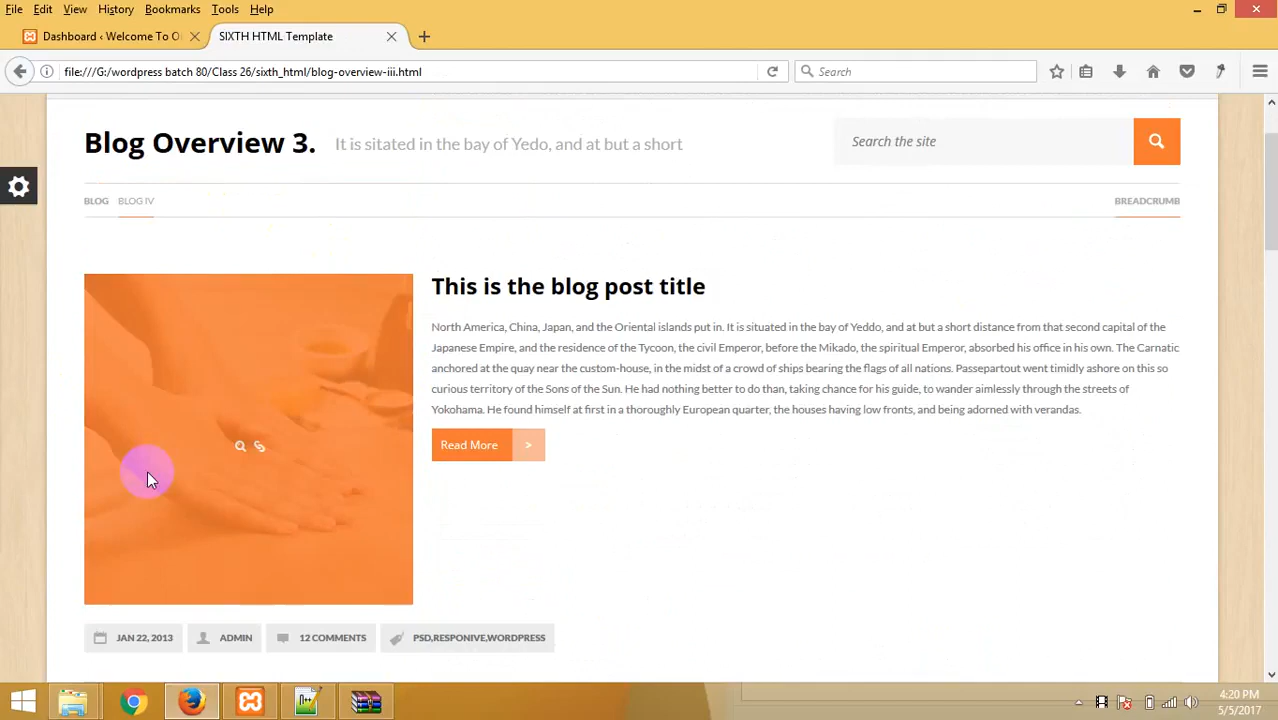 File Edit View History Bookmarks Tools Help
Dashboard ‹ Welcome To O
SIXTH HTML Template
file:///G:/wordpress batch 80/Class 26/sixth_html/blog-overview-iii.html
Search
Blog Overview 3. It is sitated in the bay of Yedo, and at but a short
Search the site
BLOG BLOG IV
BREADCRUMB
This is the blog post title
North America, China, Japan, and the Oriental islands put in. It is situated in the bay of Yeddo, and at but a short distance from that second capital of the
Japanese Empire, and the residence of the Tycoon, the civil Emperor, before the Mikado, the spiritual Emperor, absorbed his office in his own. The Carnatic
anchored at the quay near the custom-house, in the midst of a crowd of ships bearing the flags of all nations. Passepartout went timidly ashore on this so
curious territory of the Sons of the Sun. He had nothing better to do than, taking chance for his guide, to wander aimlessly through the streets of
Yokohama. He found himself at first in a thoroughly European quarter, the houses having low fronts, and being adorned with verandas.
Read More >
JAN 22, 2013 ADMIN 12 COMMENTS PSD,RESPONIVE,WORDPRESS
4:20 PM
5/5/2017